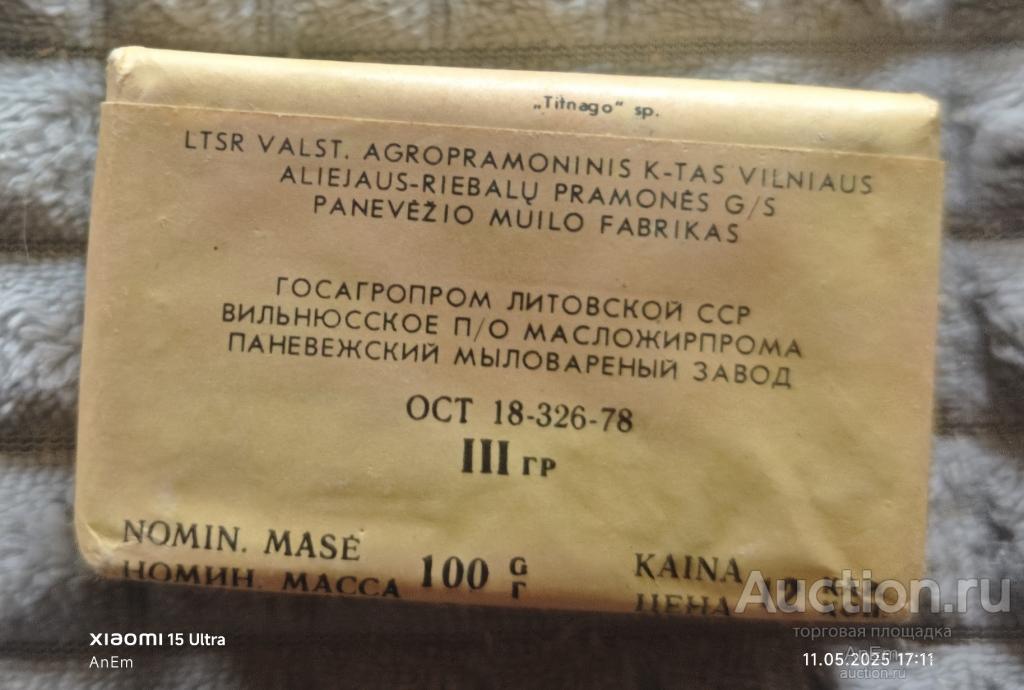 „Titnago“ sp.
LTSR VALST. AGROPRAMONINIS K-TAS VILNIAUS
ALIEJAUS-RIEBALŲ PRAMONĖS G/S
PANEVĖŽIO MUILO FABRIKAS
ГОСАГРОПРОМ ЛИТОВСКОЙ ССР
ВИЛЬНЮССКОЕ П/О МАСЛОЖИРПРОМА
ПАНЕВЕЖСКИЙ МЫЛОВАРЕНЫЙ ЗАВОД
ОСТ 18-326-78
III ГР
NOMIN. MASĖ
НОМИН. МАССА
100 G
Г
KAINA
ЦЕНА
Auction.ru
торговая площадка
AnEm
auction.ru
XIAOMI 15 Ultra
AnEm
11.05.2025 17:11